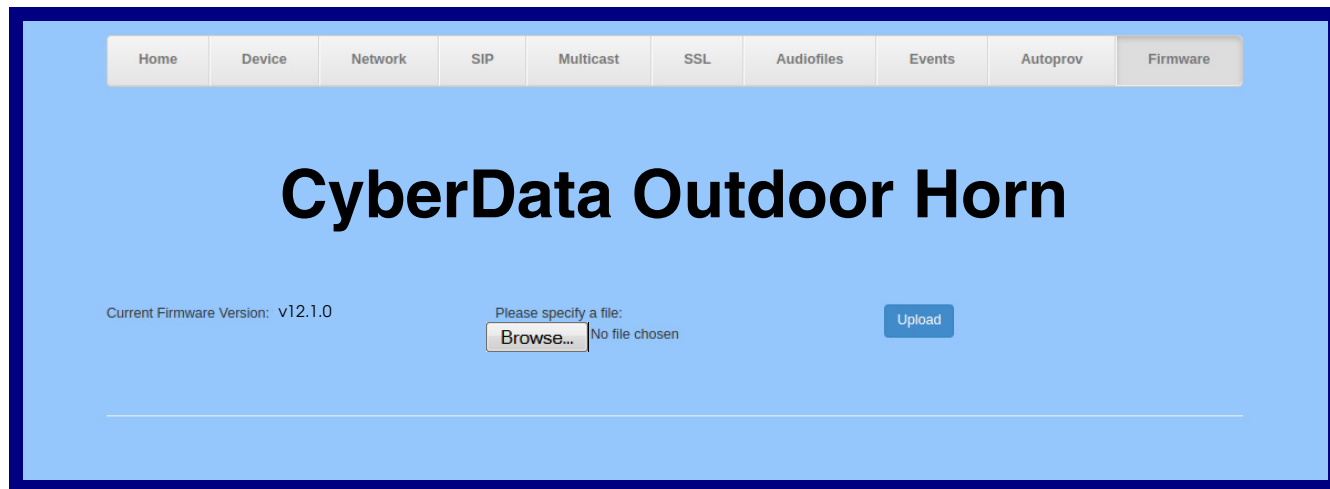 Home Device Network SIP Multicast SSL Audiofiles Events Autoprov Firmware
CyberData Outdoor Horn
Current Firmware Version: v12.1.0
Please specify a file:
Browse... No file chosen
Upload